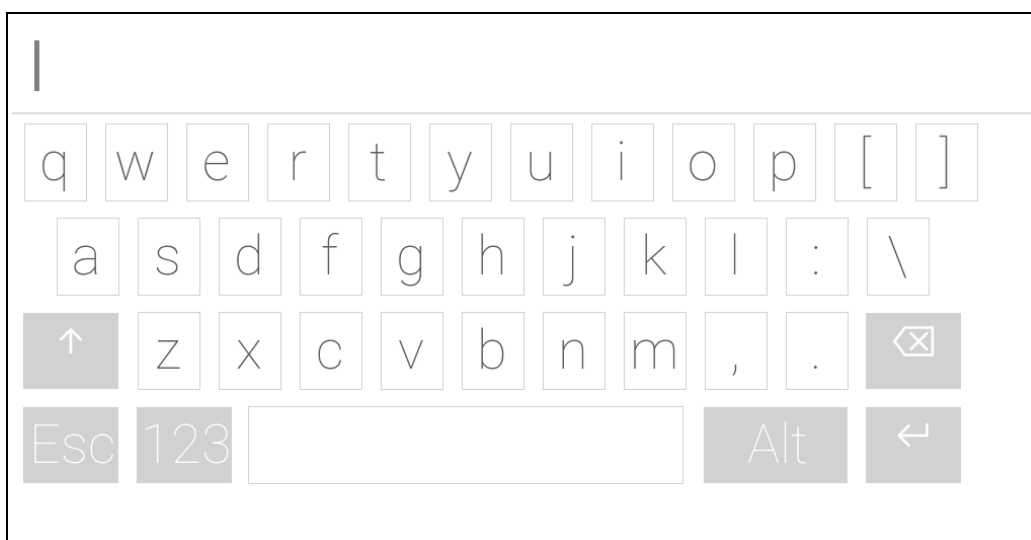 q w e r t y u i o p [ ]
a s d f g h j k l : \
↑ z x c v b n m , . ⌫
Esc 123 Alt ↵